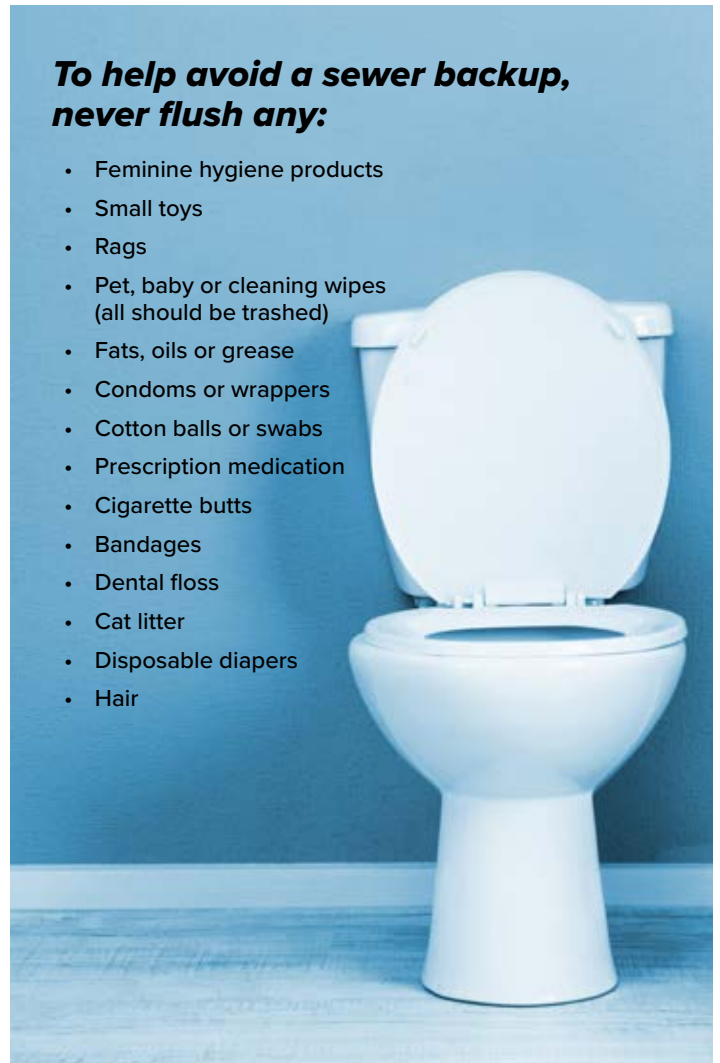 To help avoid a sewer backup,
never flush any:
• Feminine hygiene products
• Small toys
• Rags
• Pet, baby or cleaning wipes
(all should be trashed)
• Fats, oils or grease
• Condoms or wrappers
• Cotton balls or swabs
• Prescription medication
• Cigarette butts
• Bandages
• Dental floss
• Cat litter
• Disposable diapers
• Hair